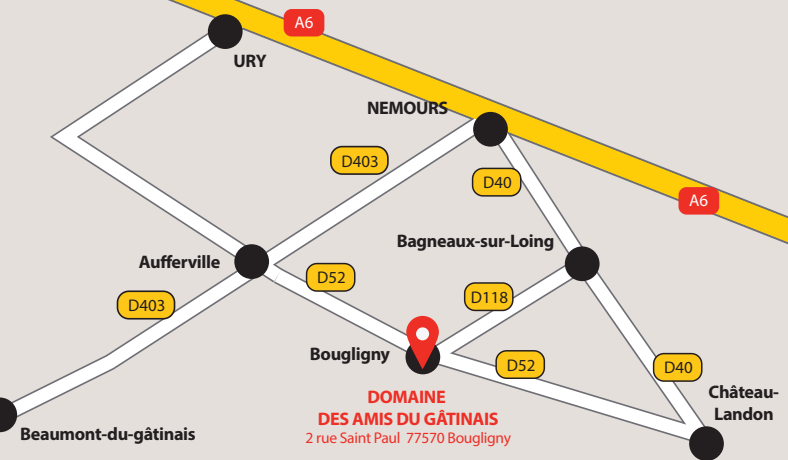 A6
URY
NEMOURS
D403
D40
A6
Bagneaux-sur-Loing
Aufferville
D52
D118
D403
Bougligny
D52
D40
DOMAINE
DES AMIS DU GÂTINAIS
2 rue Saint Paul 77570 Bougligny
Château-
Landon
Beaumont-du-gâtinais